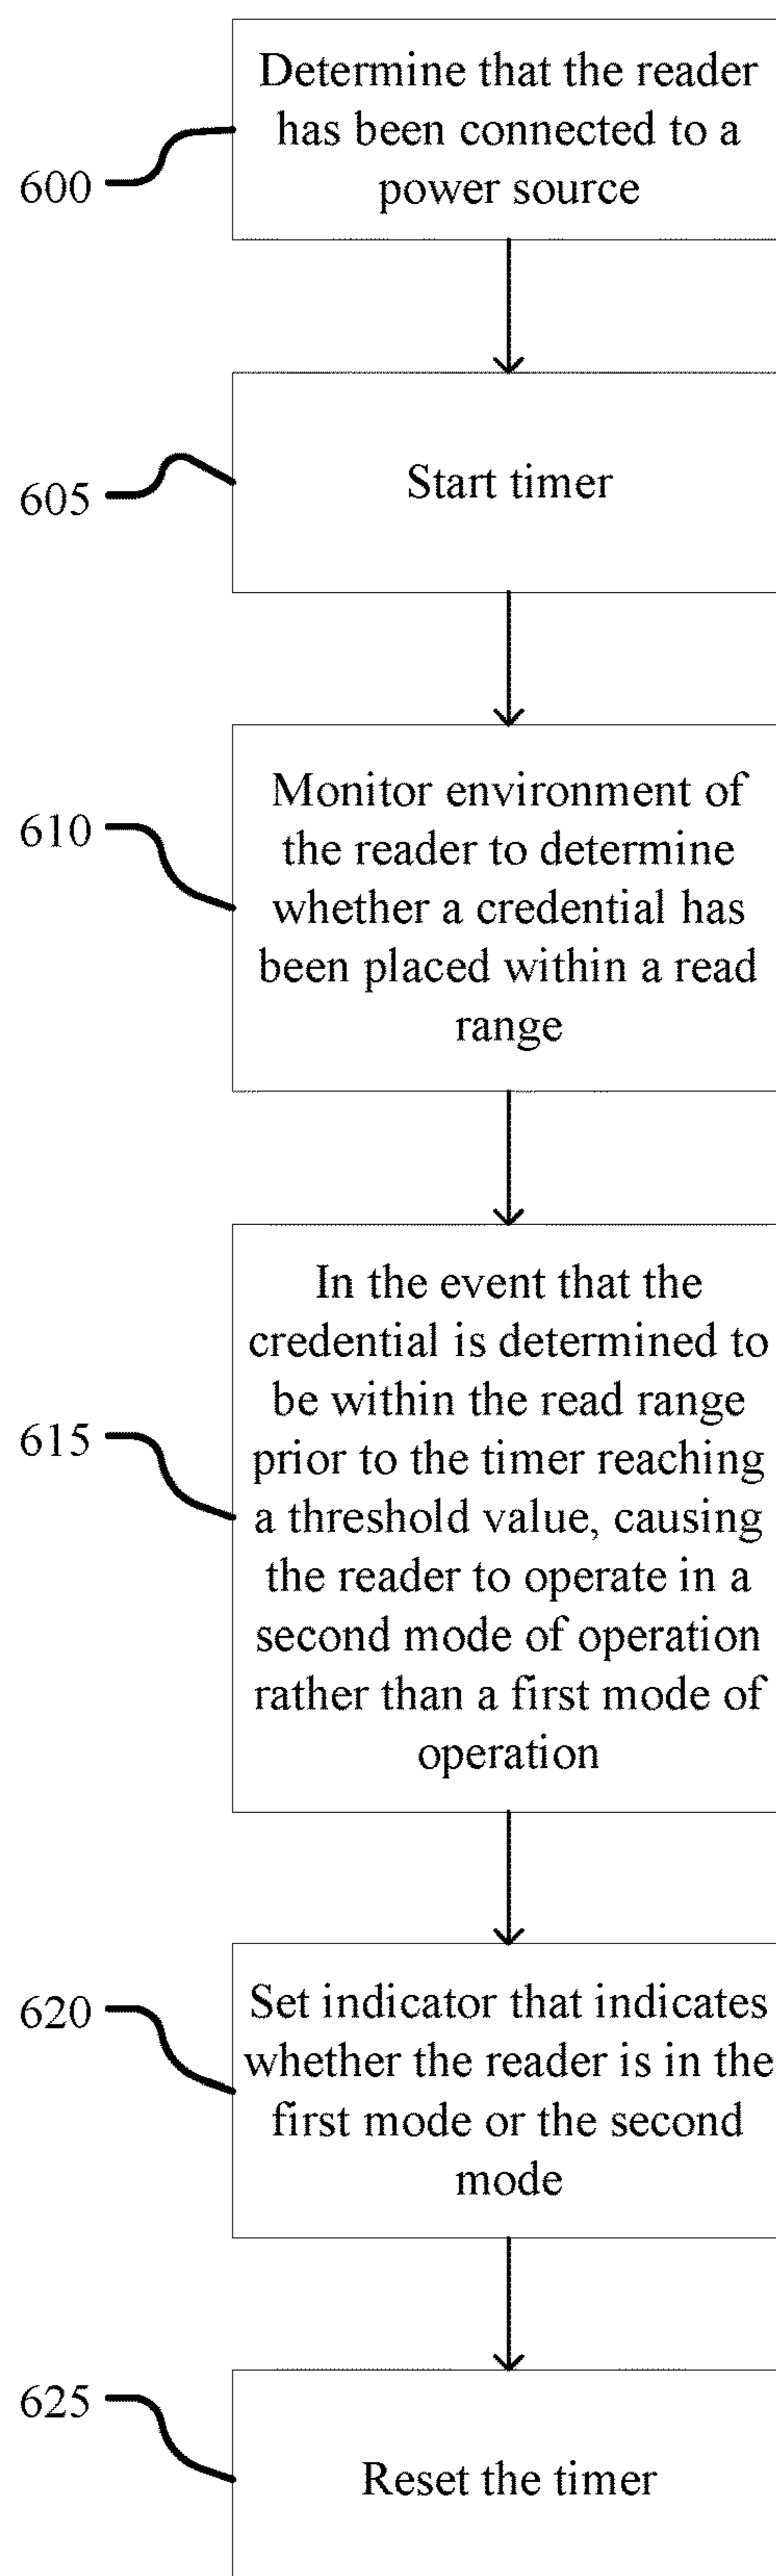 Determine that the reader
has been connected to a
power source
600
Start timer
605
Monitor environment of
the reader to determine
whether a credential has
been placed within a read
range
610
In the event that the
credential is determined to
be within the read range
prior to the timer reaching
a threshold value, causing
the reader to operate in a
second mode of operation
rather than a first mode of
operation
615
Set indicator that indicates
whether the reader is in the
first mode or the second
mode
620
Reset the timer
625